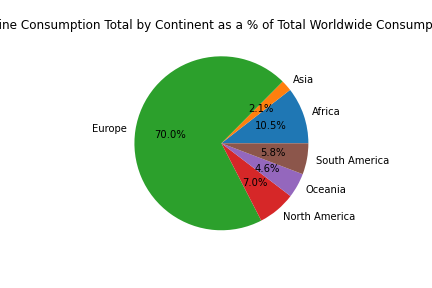 ine Consumption Total by Continent as a % of Total Worldwide Consump
Asia
2.1%
Africa
10.5%
Europe
70.0%
5.8%
South America
4.6%
Oceania
7.0%
North America